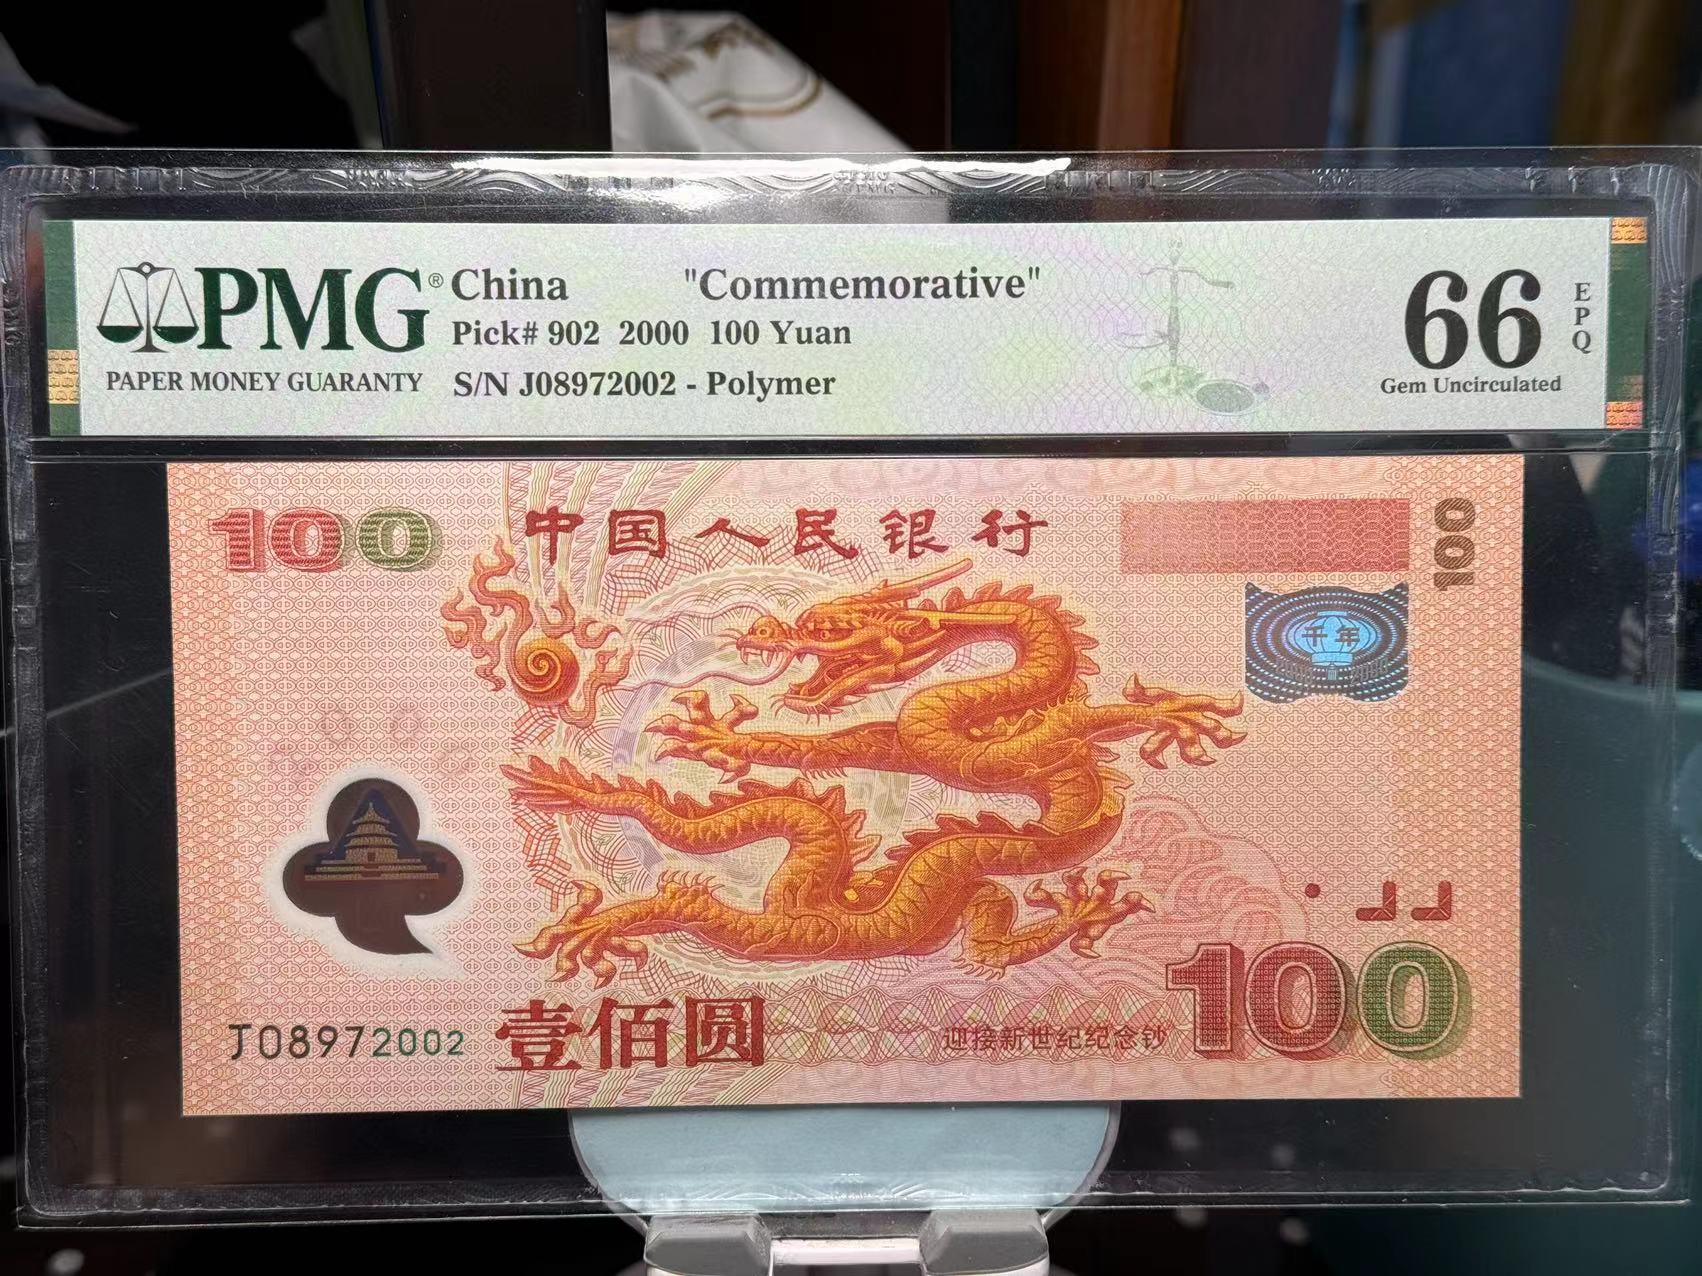 PMG® China "Commemorative"
Pick# 902 2000 100 Yuan
PAPER MONEY GUARANTY S/N J08972002 - Polymer
66 EPQ
Gem Uncirculated
100 中国人民银行 100
千年
J08972002 壹佰圆 迎接新世纪纪念钞 100